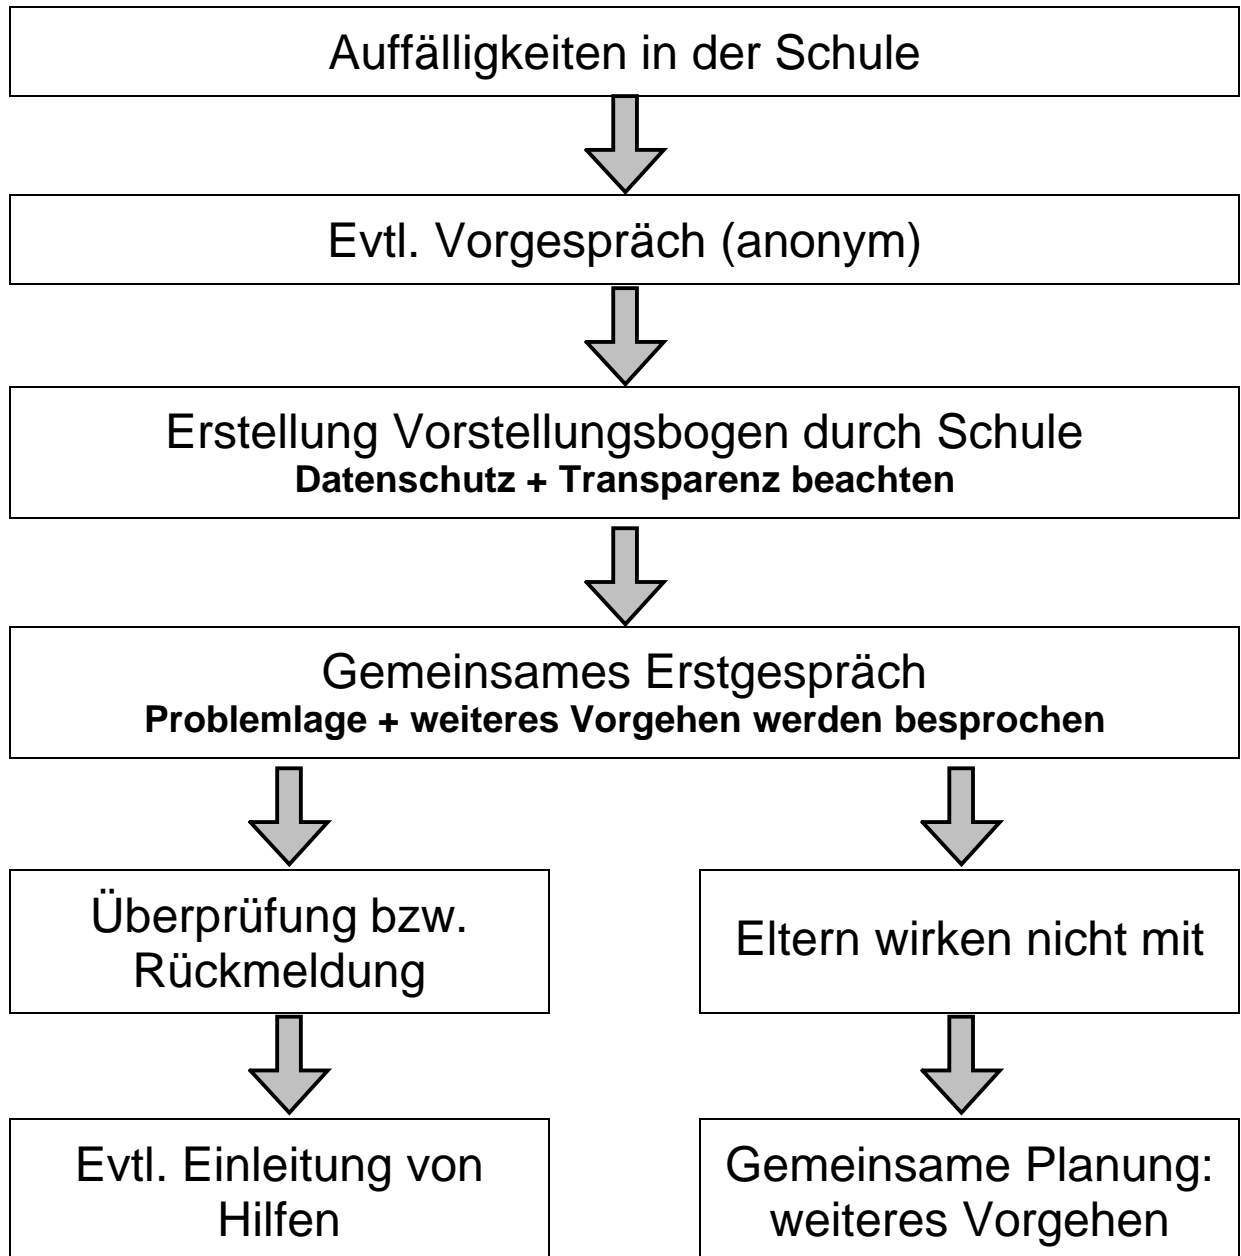 Auffälligkeiten in der Schule
Evtl. Vorgespräch (anonym)
Erstellung Vorstellungsbogen durch Schule
Datenschutz + Transparenz beachten
Gemeinsames Erstgespräch
Problemlage + weiteres Vorgehen werden besprochen
Überprüfung bzw.
Rückmeldung
Eltern wirken nicht mit
Evtl. Einleitung von
Hilfen
Gemeinsame Planung:
weiteres Vorgehen